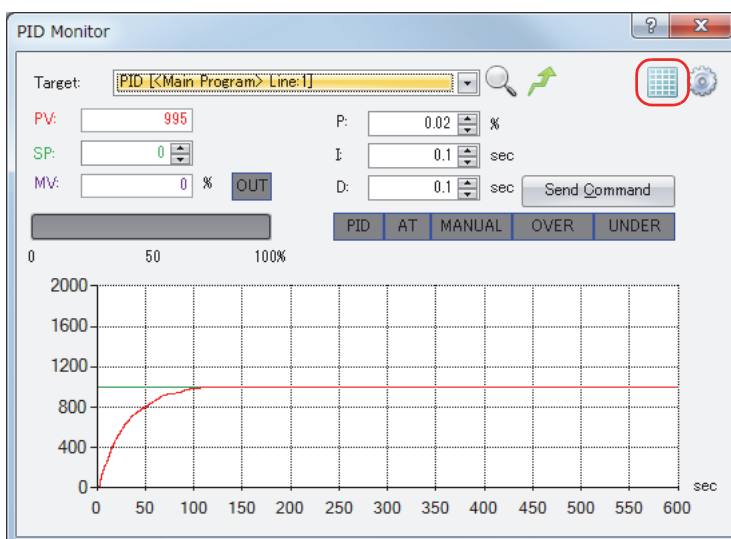 PID Monitor
?
x
Target: PID [<Main Program> Line:1]
PV: 995
SP: 0
MV: 0 % OUT
P: 0.02 %
I: 0.1 sec
D: 0.1 sec Send Command
PID AT MANUAL OVER UNDER
0 50 100%
2000
1600
1200
800
400
0
sec
0 50 100 150 200 250 300 350 400 450 500 550 600